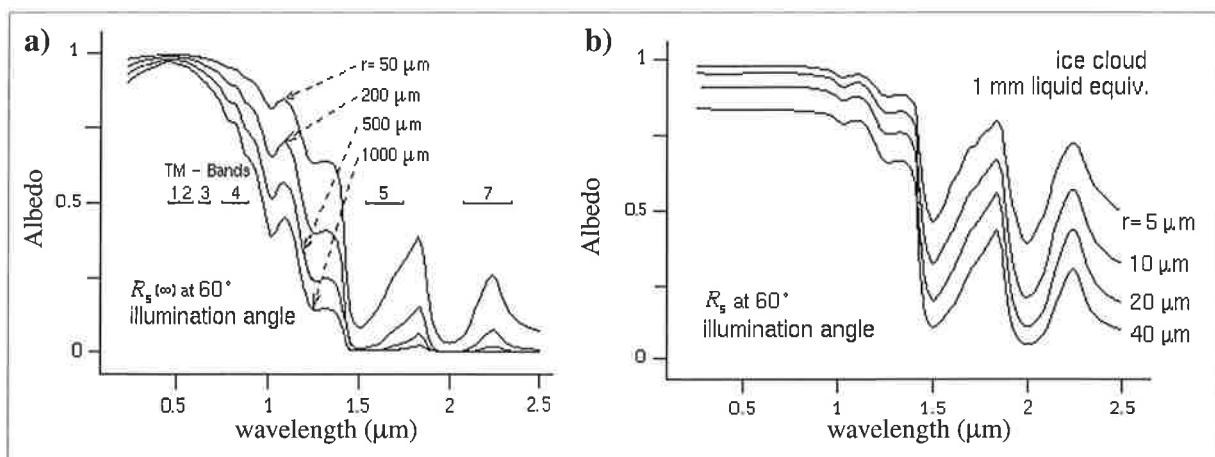 a)
1
0.5
0
Albedo
r= 50 µm
200 µm
500 µm
1000 µm
TM – Bands
12 3 4 5 7
Rs(∞) at 60°
illumination angle
0.5 1 1.5 2 2.5
wavelength (µm)
b)
1
0.5
0
Albedo
ice cloud
1 mm liquid equiv.
r= 5 µm
10 µm
20 µm
40 µm
Rs at 60°
illumination angle
0.5 1 1.5 2 2.5
wavelength (µm)